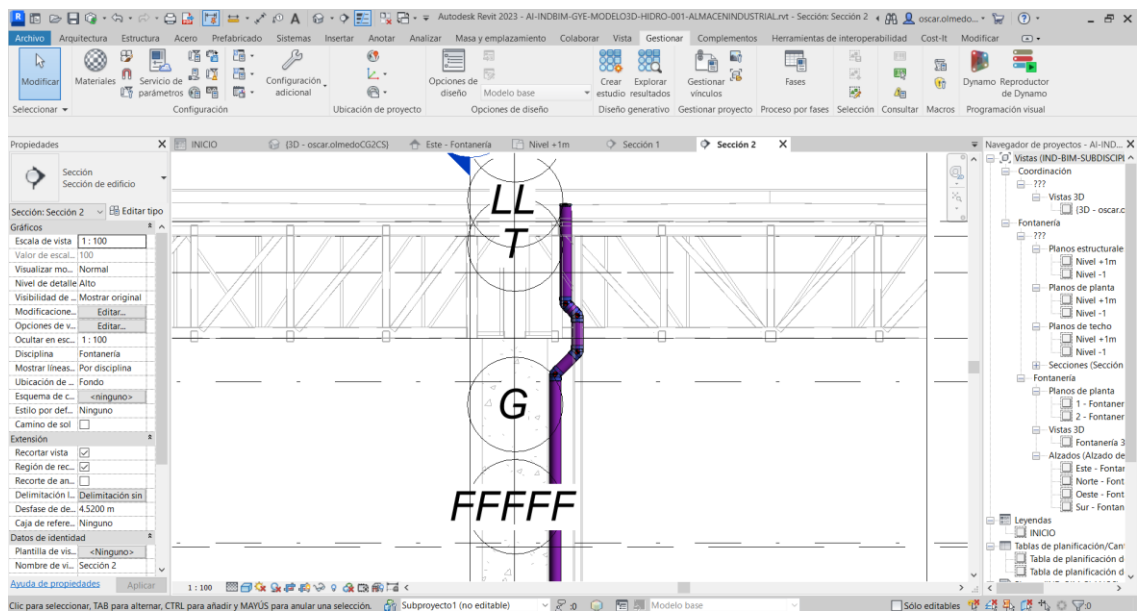 Autodesk Revit 2023 - AI-INDBIM-GYE-MODELO3D-HIDRO-001-ALMACENINDUSTRIAL.rvt - Sección: Sección 2
oscar.olmedo...
Archivo Arquitectura Estructura Acero Prefabricado Sistemas Insertar Anotar Analizar Masa y emplazamiento Colaborar Vista Gestionar Complementos Herramientas de interoperabilidad Cost-It Modificar
Modificar Materiales Servicio de parámetros Configuración adicional Opciones de diseño Modelo base Crear estudio Explorar resultados Gestionar vínculos Fases Dynamo Reproductor de Dynamo
Seleccionar Configuración Ubicación de proyecto Opciones de diseño Diseño generativo Gestionar proyecto Proceso por fases Selección Consultar Macros Programación visual
Propiedades
INICIO {3D - oscar.olmedoCG2CS} Este - Fontanería Nivel +1m Sección 1 Sección 2
Navegador de proyectos - AI-IND...
Sección
Sección de edificio
Sección: Sección 2 Editar tipo
Gráficos
Escala de vista 1 : 100
Valor de escal... 100
Visualizar mo... Normal
Nivel de detalle Alto
Visibilidad de ... Mostrar original
Modificacione... Editar...
Opciones de v... Editar...
Ocultar en esc... 1 : 100
Disciplina Fontanería
Mostrar líneas... Por disciplina
Ubicación de ... Fondo
Esquema de c... <ninguno>
Estilo por def... Ninguno
Camino de sol
Extensión
Recortar vista
Región de rec...
Recorte de an...
Delimitación l... Delimitación sin
Desfase de de... 4.5200 m
Caja de refere... Ninguno
Datos de identidad
Plantilla de vis... <Ninguno>
Nombre de vi... Sección 2
Ayuda de propiedades Aplicar
LL
T
G
FFFFF
Vistas (IND-BIM-SUBDISCIPL
Coordinación
???
Vistas 3D
{3D - oscar.c
Fontanería
???
Planos estructurale
Nivel +1m
Nivel -1
Planos de planta
Nivel +1m
Nivel -1
Planos de techo
Nivel +1m
Nivel -1
Secciones (Sección
Fontanería
Planos de planta
1 - Fontaner
2 - Fontaner
Vistas 3D
Fontanería 3
Alzados (Alzado de
Este - Fontar
Norte - Font
Oeste - Font
Sur - Fontan
Leyendas
INICIO
Tablas de planificación/Can
Tabla de planificación d
Tabla de planificación d
1 : 100
Clic para seleccionar, TAB para alternar, CTRL para añadir y MAYÚS para anular una selección. Subproyecto1 (no editable) :0 Modelo base Sólo editables :0